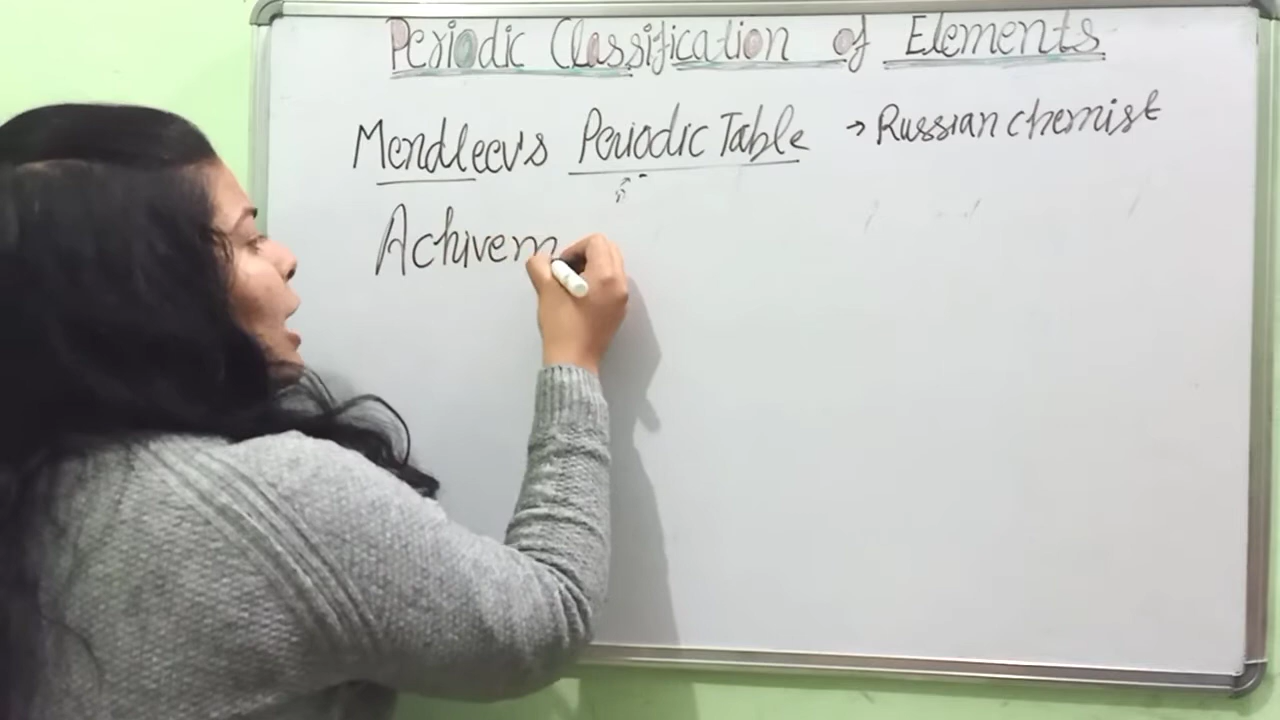 Periodic Classification of Elements
Mendleev's Periodic Table → Russian chemist
Achivem